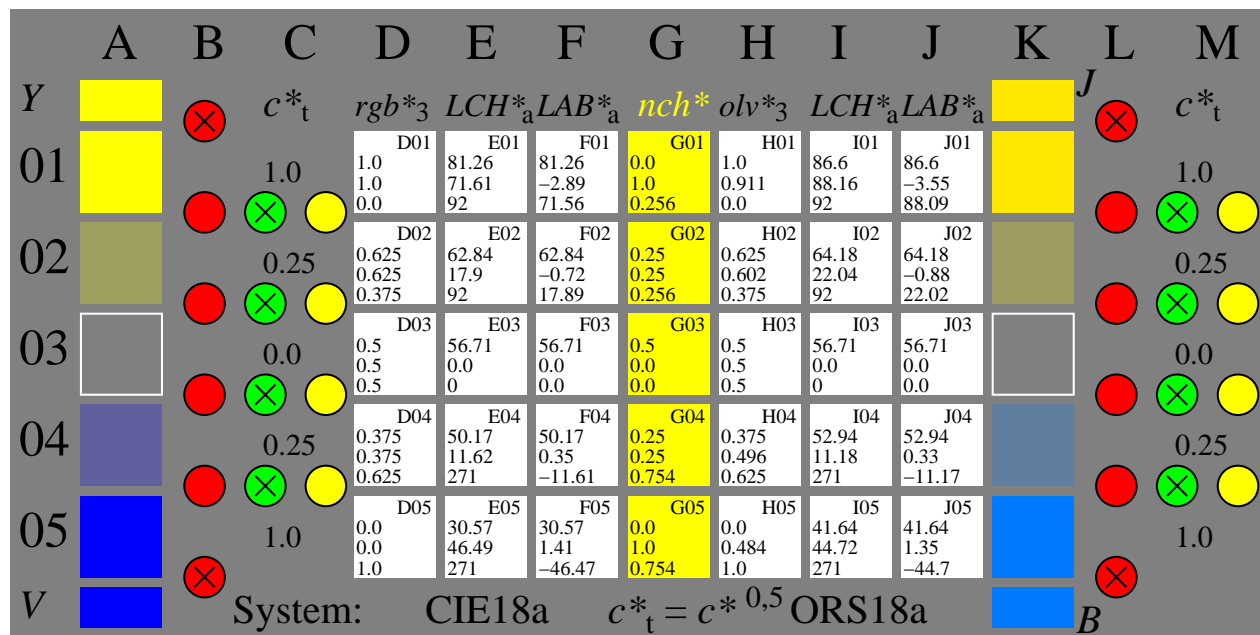 A B C D E F G H I J K L M
Y c*t rgb*3 LCH*a LAB*a nch* olv*3 LCH*a LAB*a J c*t
01 1.0 1.0
D01 E01 F01 G01 H01 I01 J01
1.0 81.26 81.26 0.0 1.0 86.6 86.6
1.0 71.61 −2.89 1.0 0.911 88.16 −3.55
0.0 92 71.56 0.256 0.0 92 88.09
02 0.25 0.25
D02 E02 F02 G02 H02 I02 J02
0.625 62.84 62.84 0.25 0.625 64.18 64.18
0.625 17.9 −0.72 0.25 0.602 22.04 −0.88
0.375 92 17.89 0.256 0.375 92 22.02
03 0.0 0.0
D03 E03 F03 G03 H03 I03 J03
0.5 56.71 56.71 0.5 0.5 56.71 56.71
0.5 0.0 0.0 0.0 0.5 0.0 0.0
0.5 0 0.0 0.0 0.5 0 0.0
04 0.25 0.25
D04 E04 F04 G04 H04 I04 J04
0.375 50.17 50.17 0.25 0.375 52.94 52.94
0.375 11.62 0.35 0.25 0.496 11.18 0.33
0.625 271 −11.61 0.754 0.625 271 −11.17
05 1.0 1.0
D05 E05 F05 G05 H05 I05 J05
0.0 30.57 30.57 0.0 0.0 41.64 41.64
0.0 46.49 1.41 1.0 0.484 44.72 1.35
1.0 271 −46.47 0.754 1.0 271 −44.7
V System: CIE18a c*t = c* 0,5 ORS18a B